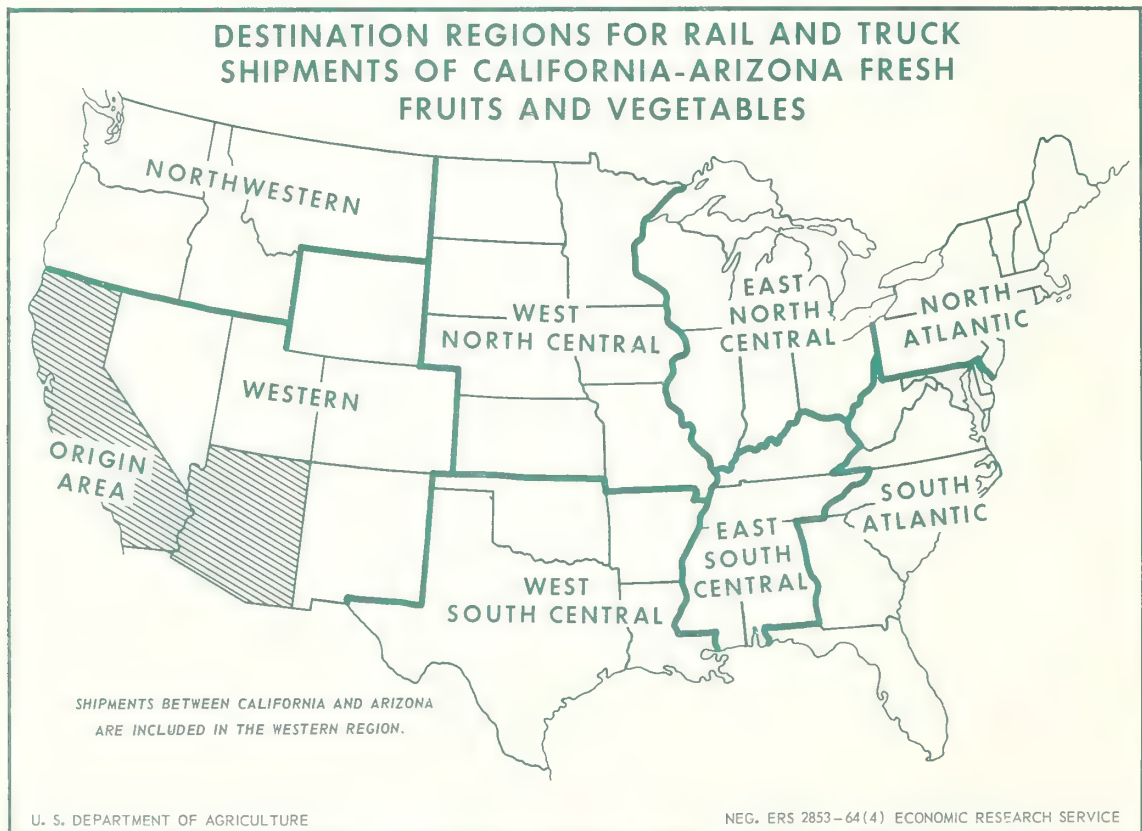 DESTINATION REGIONS FOR RAIL AND TRUCK
SHIPMENTS OF CALIFORNIA-ARIZONA FRESH
FRUITS AND VEGETABLES
NORTHWESTERN
WEST
NORTH CENTRAL
EAST
NORTH
CENTRAL
NORTH
ATLANTIC
WESTERN
ORIGIN
AREA
SOUTH
ATLANTIC
EAST
SOUTH
CENTRAL
WEST
SOUTH CENTRAL
SHIPMENTS BETWEEN CALIFORNIA AND ARIZONA
ARE INCLUDED IN THE WESTERN REGION.
U. S. DEPARTMENT OF AGRICULTURE
NEG. ERS 2853-64(4) ECONOMIC RESEARCH SERVICE